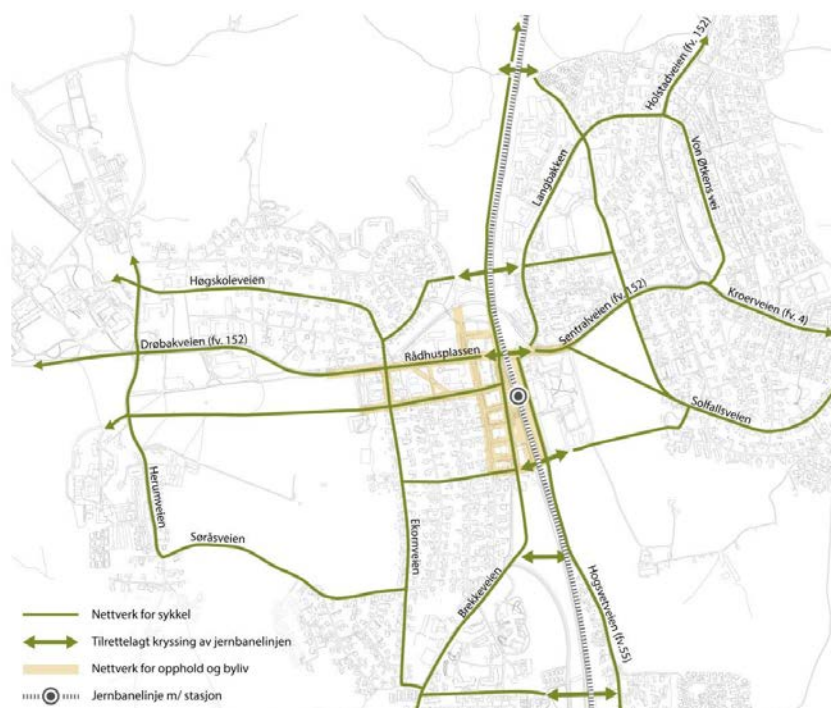 Holstadveien (fv. 152)
Langbakken
Von Øtkens vei
Høgskoleveien
Drøbakveien (fv. 152)
Rådhusplassen
Sentralveien (fv. 152)
Kroerveien (fv. 4)
Solfallsveien
Herumveien
Søråsveien
Ekornveien
Brekkeveien
Hogsvetveien (fv.55)
Nettverk for sykkel
Tilrettelagt kryssing av jernbanelinjen
Nettverk for opphold og byliv
Jernbanelinje m/ stasjon